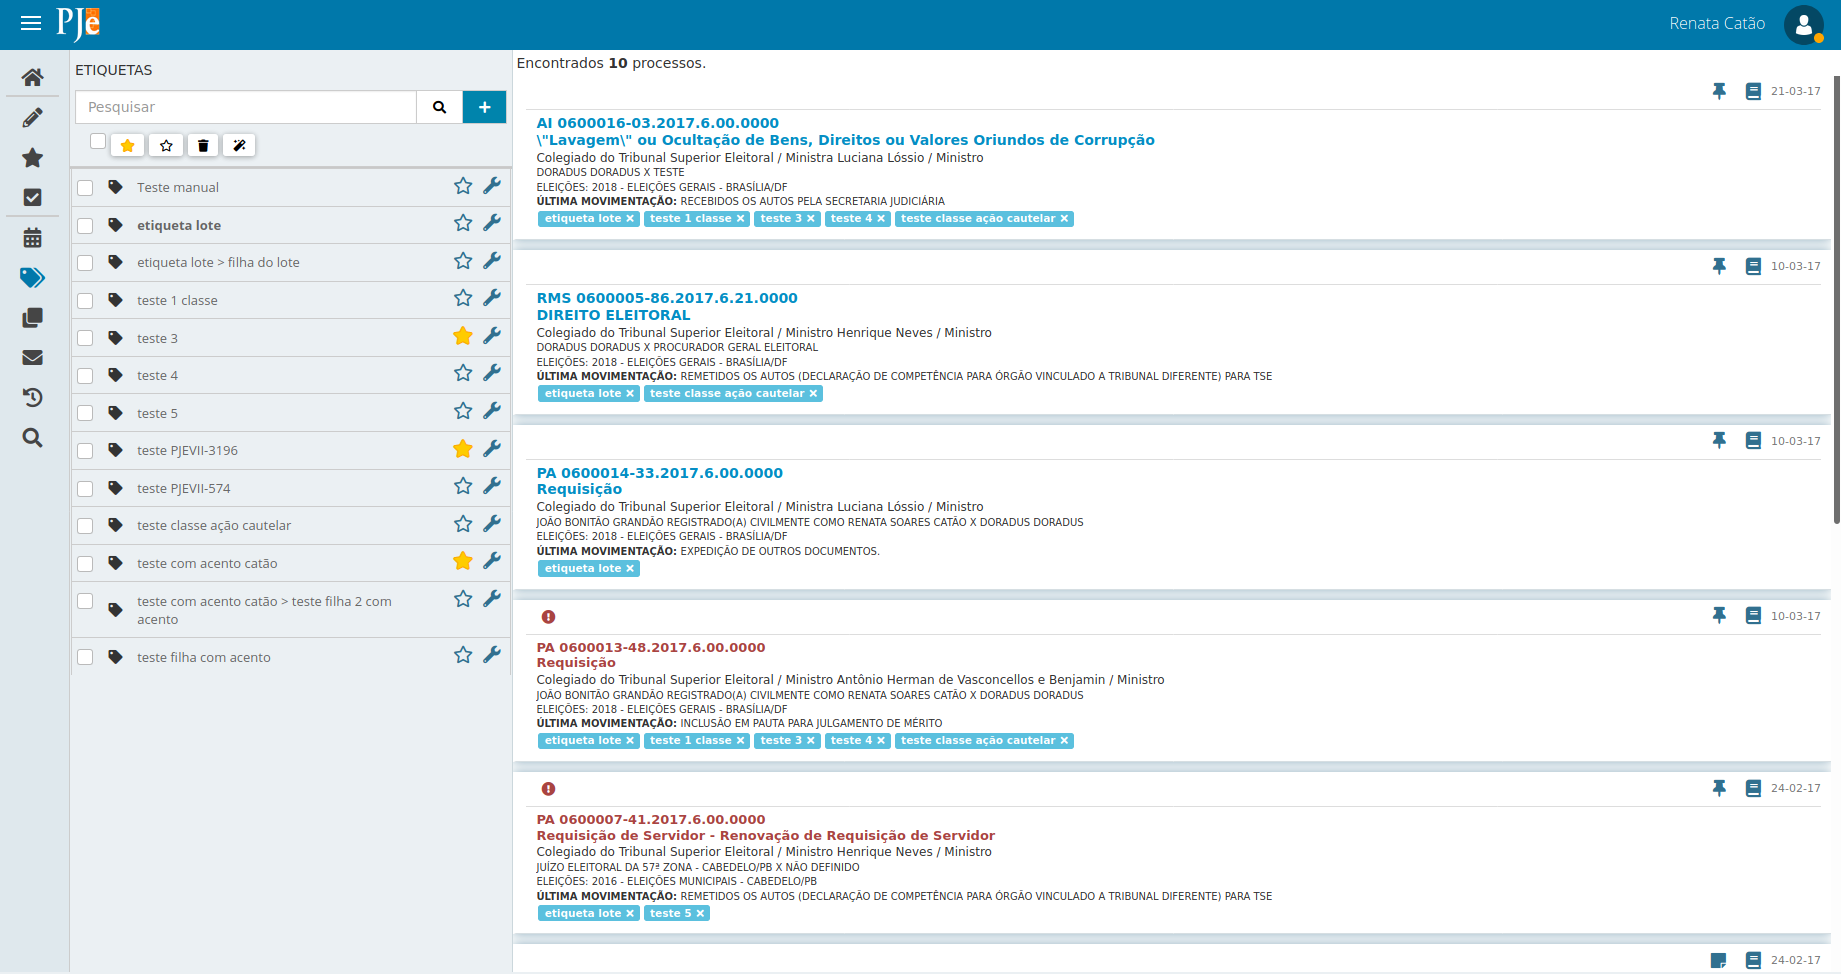 PJe
Renata Catão
ETIQUETAS
Pesquisar
Teste manual
etiqueta lote
etiqueta lote > filha do lote
teste 1 classe
teste 3
teste 4
teste 5
teste PJEVII-3196
teste PJEVII-574
teste classe ação cautelar
teste com acento catão
teste com acento catão > teste filha 2 com
acento
teste filha com acento
Encontrados 10 processos.
21-03-17
AI 0600016-03.2017.6.00.0000
\"Lavagem\" ou Ocultação de Bens, Direitos ou Valores Oriundos de Corrupção
Colegiado do Tribunal Superior Eleitoral / Ministra Luciana Lóssio / Ministro
DORADUS DORADUS X TESTE
ELEIÇÕES: 2018 - ELEIÇÕES GERAIS - BRASÍLIA/DF
ÚLTIMA MOVIMENTAÇÃO: RECEBIDOS OS AUTOS PELA SECRETARIA JUDICIÁRIA
etiqueta lote × teste 1 classe × teste 3 × teste 4 × teste classe ação cautelar ×
10-03-17
RMS 0600005-86.2017.6.21.0000
DIREITO ELEITORAL
Colegiado do Tribunal Superior Eleitoral / Ministro Henrique Neves / Ministro
DORADUS DORADUS X PROCURADOR GERAL ELEITORAL
ELEIÇÕES: 2018 - ELEIÇÕES GERAIS - BRASÍLIA/DF
ÚLTIMA MOVIMENTAÇÃO: REMETIDOS OS AUTOS (DECLARAÇÃO DE COMPETÊNCIA PARA ÓRGÃO VINCULADO A TRIBUNAL DIFERENTE) PARA TSE
etiqueta lote × teste classe ação cautelar ×
10-03-17
PA 0600014-33.2017.6.00.0000
Requisição
Colegiado do Tribunal Superior Eleitoral / Ministra Luciana Lóssio / Ministro
JOÃO BONITÃO GRANDÃO REGISTRADO(A) CIVILMENTE COMO RENATA SOARES CATÃO X DORADUS DORADUS
ELEIÇÕES: 2018 - ELEIÇÕES GERAIS - BRASÍLIA/DF
ÚLTIMA MOVIMENTAÇÃO: EXPEDIÇÃO DE OUTROS DOCUMENTOS.
etiqueta lote ×
10-03-17
PA 0600013-48.2017.6.00.0000
Requisição
Colegiado do Tribunal Superior Eleitoral / Ministro Antônio Herman de Vasconcellos e Benjamin / Ministro
JOÃO BONITÃO GRANDÃO REGISTRADO(A) CIVILMENTE COMO RENATA SOARES CATÃO X DORADUS DORADUS
ELEIÇÕES: 2018 - ELEIÇÕES GERAIS - BRASÍLIA/DF
ÚLTIMA MOVIMENTAÇÃO: INCLUSÃO EM PAUTA PARA JULGAMENTO DE MÉRITO
etiqueta lote × teste 1 classe × teste 3 × teste 4 × teste classe ação cautelar ×
24-02-17
PA 0600007-41.2017.6.00.0000
Requisição de Servidor - Renovação de Requisição de Servidor
Colegiado do Tribunal Superior Eleitoral / Ministro Henrique Neves / Ministro
JUÍZO ELEITORAL DA 57ª ZONA - CABEDELO/PB X NÃO DEFINIDO
ELEIÇÕES: 2016 - ELEIÇÕES MUNICIPAIS - CABEDELO/PB
ÚLTIMA MOVIMENTAÇÃO: REMETIDOS OS AUTOS (DECLARAÇÃO DE COMPETÊNCIA PARA ÓRGÃO VINCULADO A TRIBUNAL DIFERENTE) PARA TSE
etiqueta lote × teste 5 ×
24-02-17